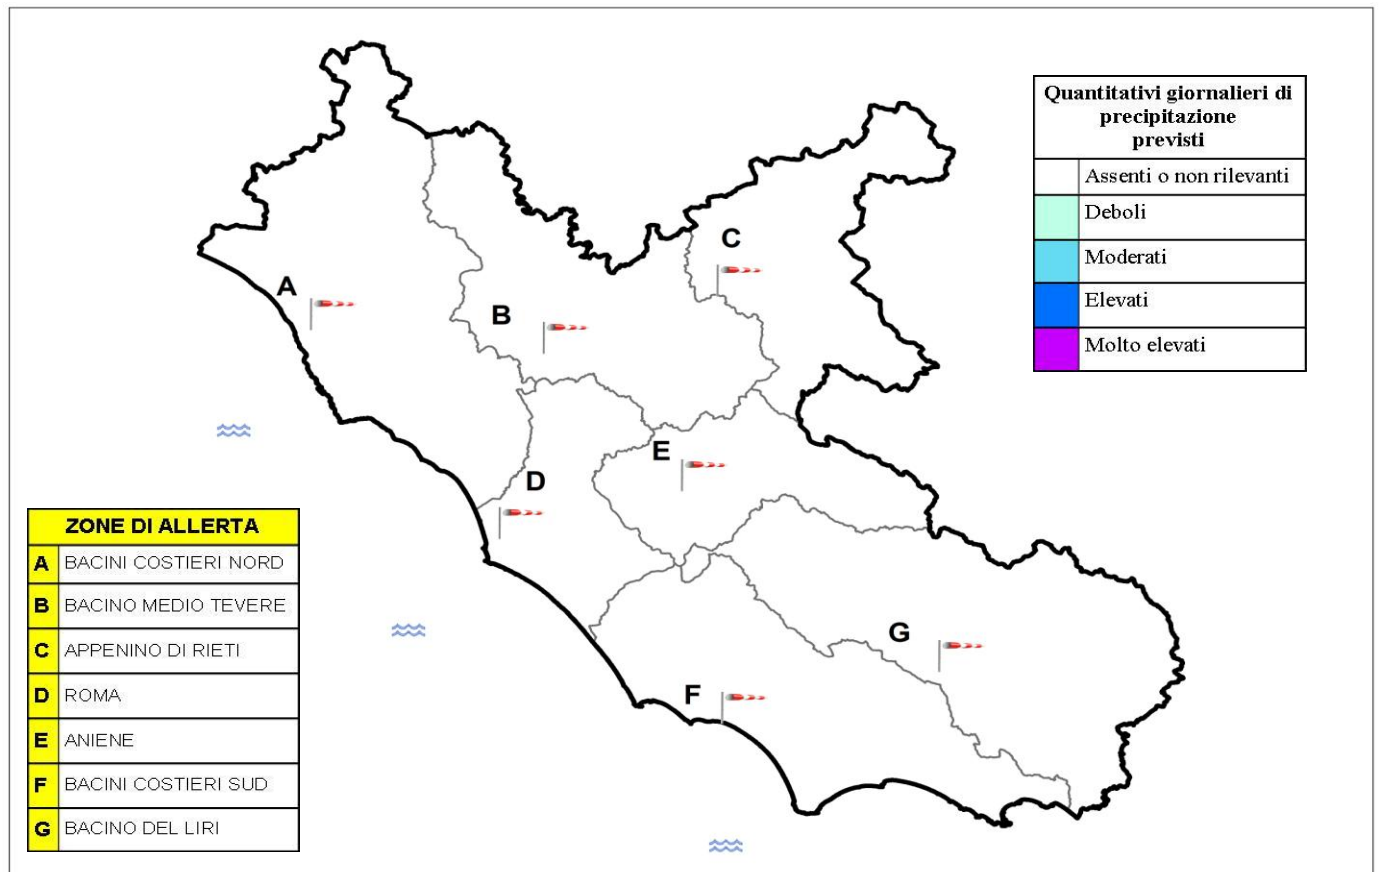 Quantitativi giornalieri di
precipitazione
previsti
Assenti o non rilevanti
Deboli
Moderati
Elevati
Molto elevati
C
A
B
E
D
G
F
ZONE DI ALLERTA
A BACINI COSTIERI NORD
B BACINO MEDIO TEVERE
C APPENINO DI RIETI
D ROMA
E ANIENE
F BACINI COSTIERI SUD
G BACINO DEL LIRI